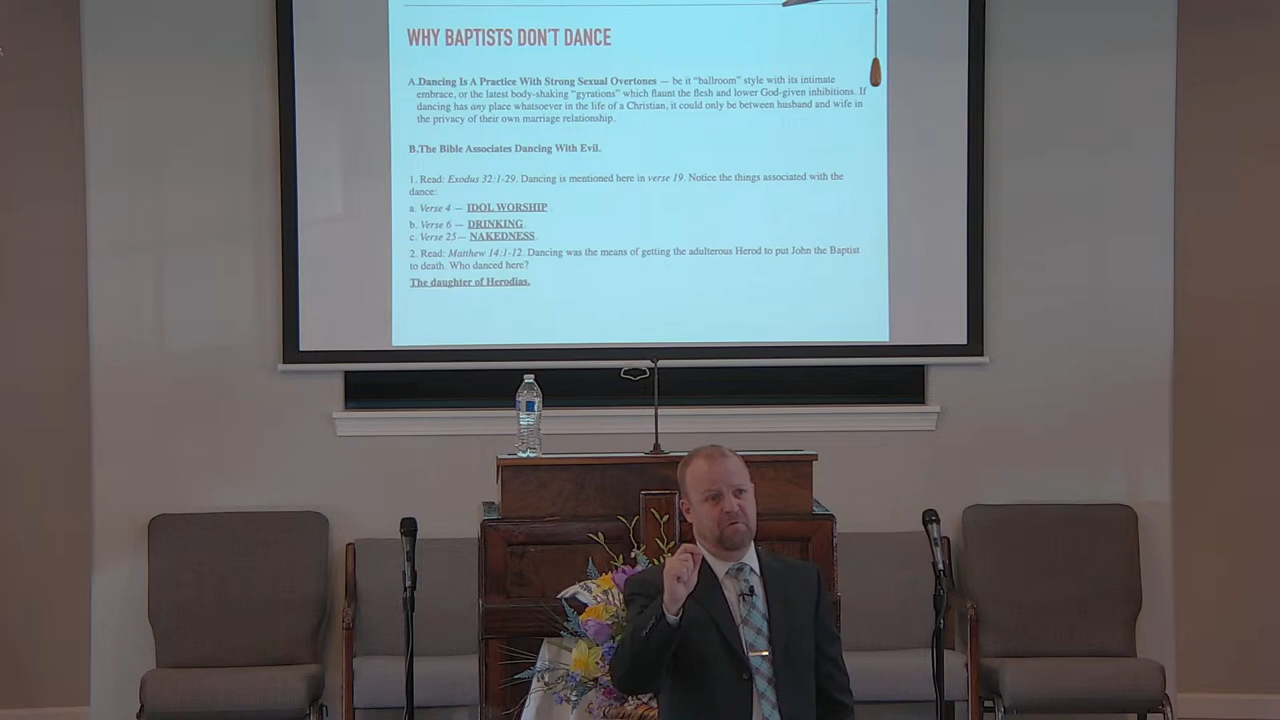 WHY BAPTISTS DON'T DANCE
A.Dancing Is A Practice With Strong Sexual Overtones — be it "ballroom" style with its intimate
embrace, or the latest body-shaking "gyrations" which flaunt the flesh and lower God-given inhibitions. If
dancing has any place whatsoever in the life of a Christian, it could only be between husband and wife in
the privacy of their own marriage relationship.
B.The Bible Associates Dancing With Evil.
1. Read: Exodus 32:1-29. Dancing is mentioned here in verse 19. Notice the things associated with the
dance:
a. Verse 4 — IDOL WORSHIP.
b. Verse 6 — DRINKING.
c. Verse 25— NAKEDNESS.
2. Read: Matthew 14:1-12. Dancing was the means of getting the adulterous Herod to put John the Baptist
to death. Who danced here?
The daughter of Herodias.